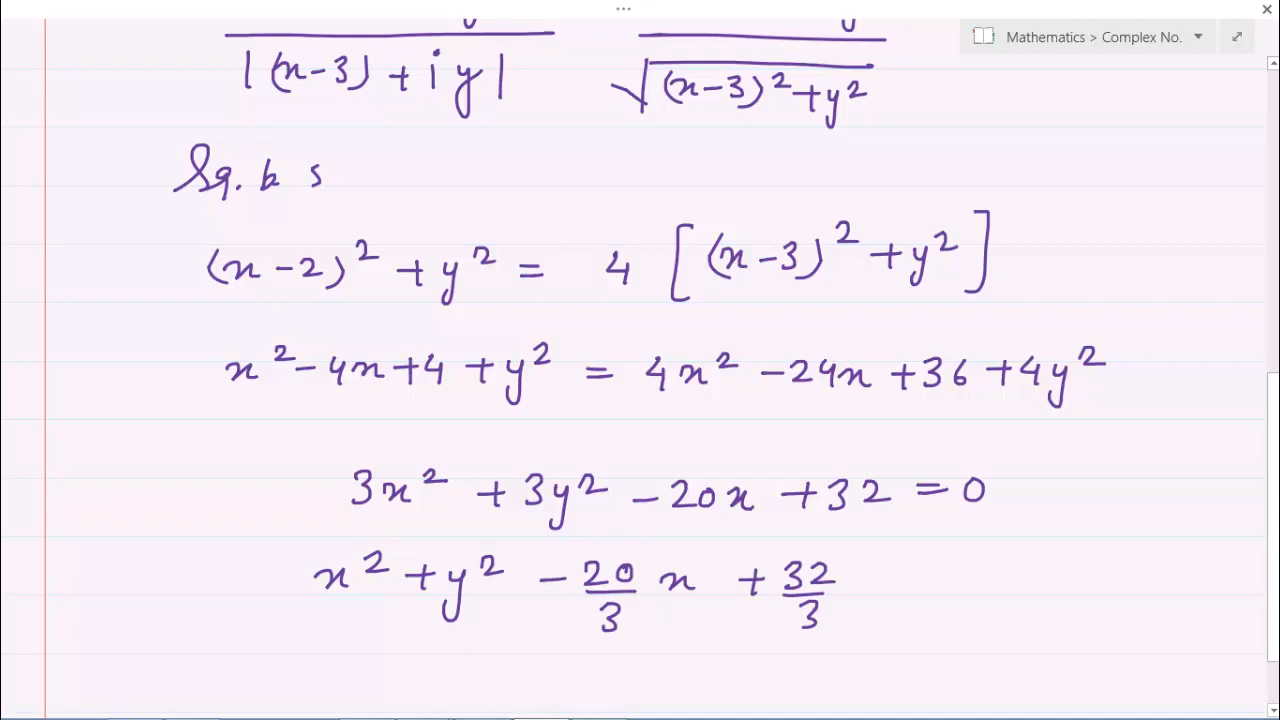 ...
Mathematics > Complex No.
|(x-3)+iy| √(x-3)²+y²
Sq. b s
(x-2)²+y² = 4[(x-3)²+y²]
x²-4x+4+y² = 4x²-24x+36+4y²
3x²+3y²-20x+32=0
x²+y²-20/3 x +32/3